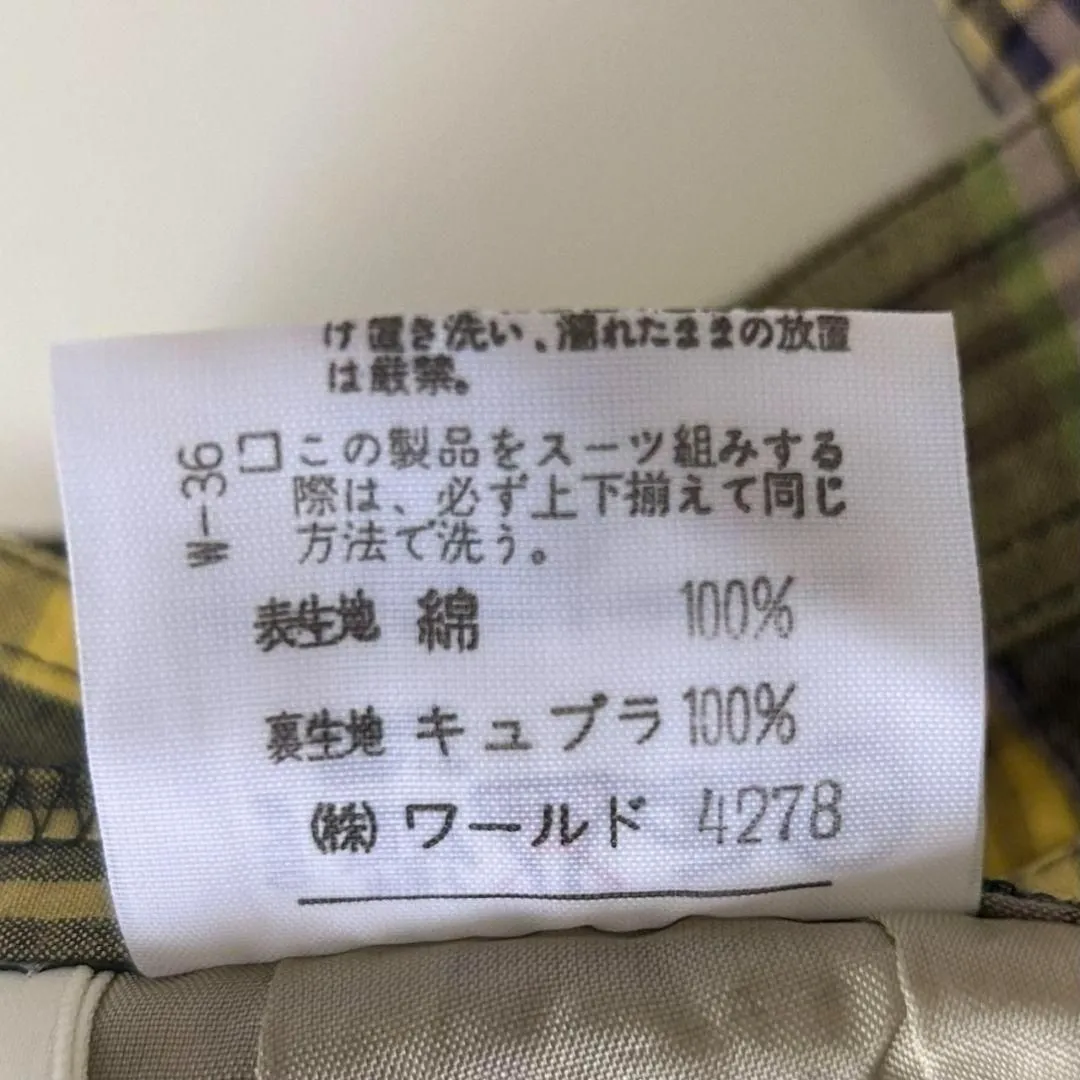 け置き洗い、濡れたままの放置
は厳禁。
W-36
□この製品をスーツ組みする
際は、必ず上下揃えて同じ
方法で洗う。
表生地 綿 100%
裏生地 キュプラ 100%
㈱ワールド 4278